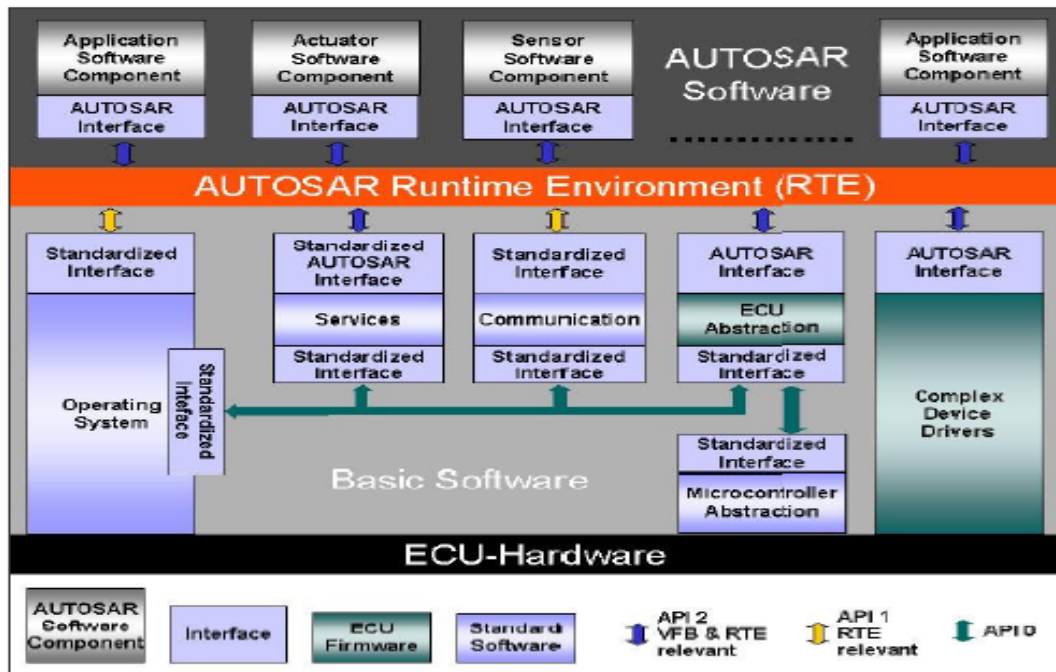 Application
Software
Component
AUTOSAR
Interface
Actuator
Software
Component
AUTOSAR
Interface
Sensor
Software
Component
AUTOSAR
Interface
AUTOSAR
Software
Application
Software
Component
AUTOSAR
Interface
AUTOSAR Runtime Environment (RTE)
Standardized
Interface
Operating
System
Standardized
Inteface
Standardized
AUTOSAR
Interface
Services
Standardized
Interface
Standardized
Interface
Communication
Standardized
Interface
AUTOSAR
Interface
ECU
Abstraction
Standardized
Interface
Standardized
Interface
Microcontroller
Abstraction
AUTOSAR
Interface
Complex
Device
Drivers
Basic Software
ECU-Hardware
AUTOSAR
Software
Component
Interface
ECU
Firmware
Standard
Software
API 2
VFB & RTE
relevant
API 1
RTE
relevant
API 0